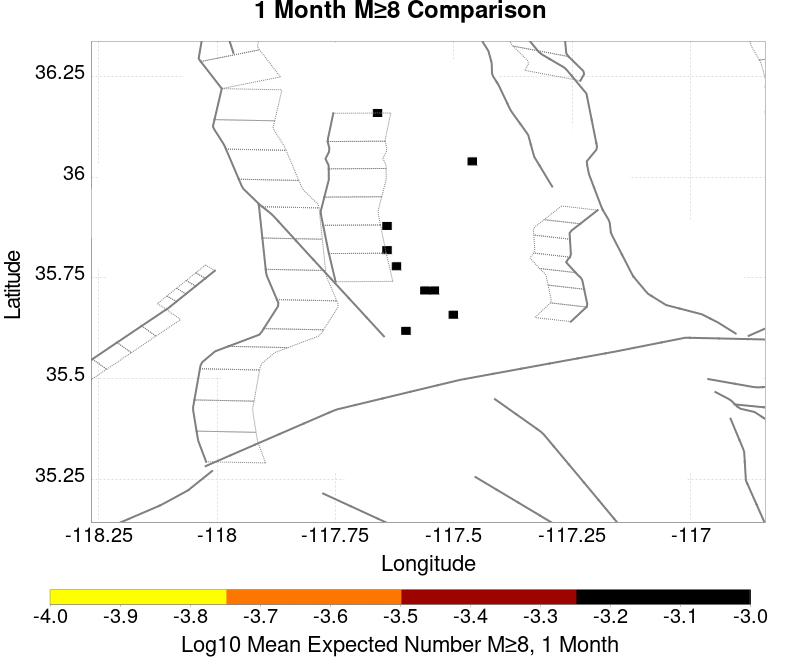 1 Month M≥8 Comparison
36.25
36
35.75
35.5
35.25
Latitude
-118.25 -118 -117.75 -117.5 -117.25 -117
Longitude
-4.0 -3.9 -3.8 -3.7 -3.6 -3.5 -3.4 -3.3 -3.2 -3.1 -3.0
Log10 Mean Expected Number M≥8, 1 Month